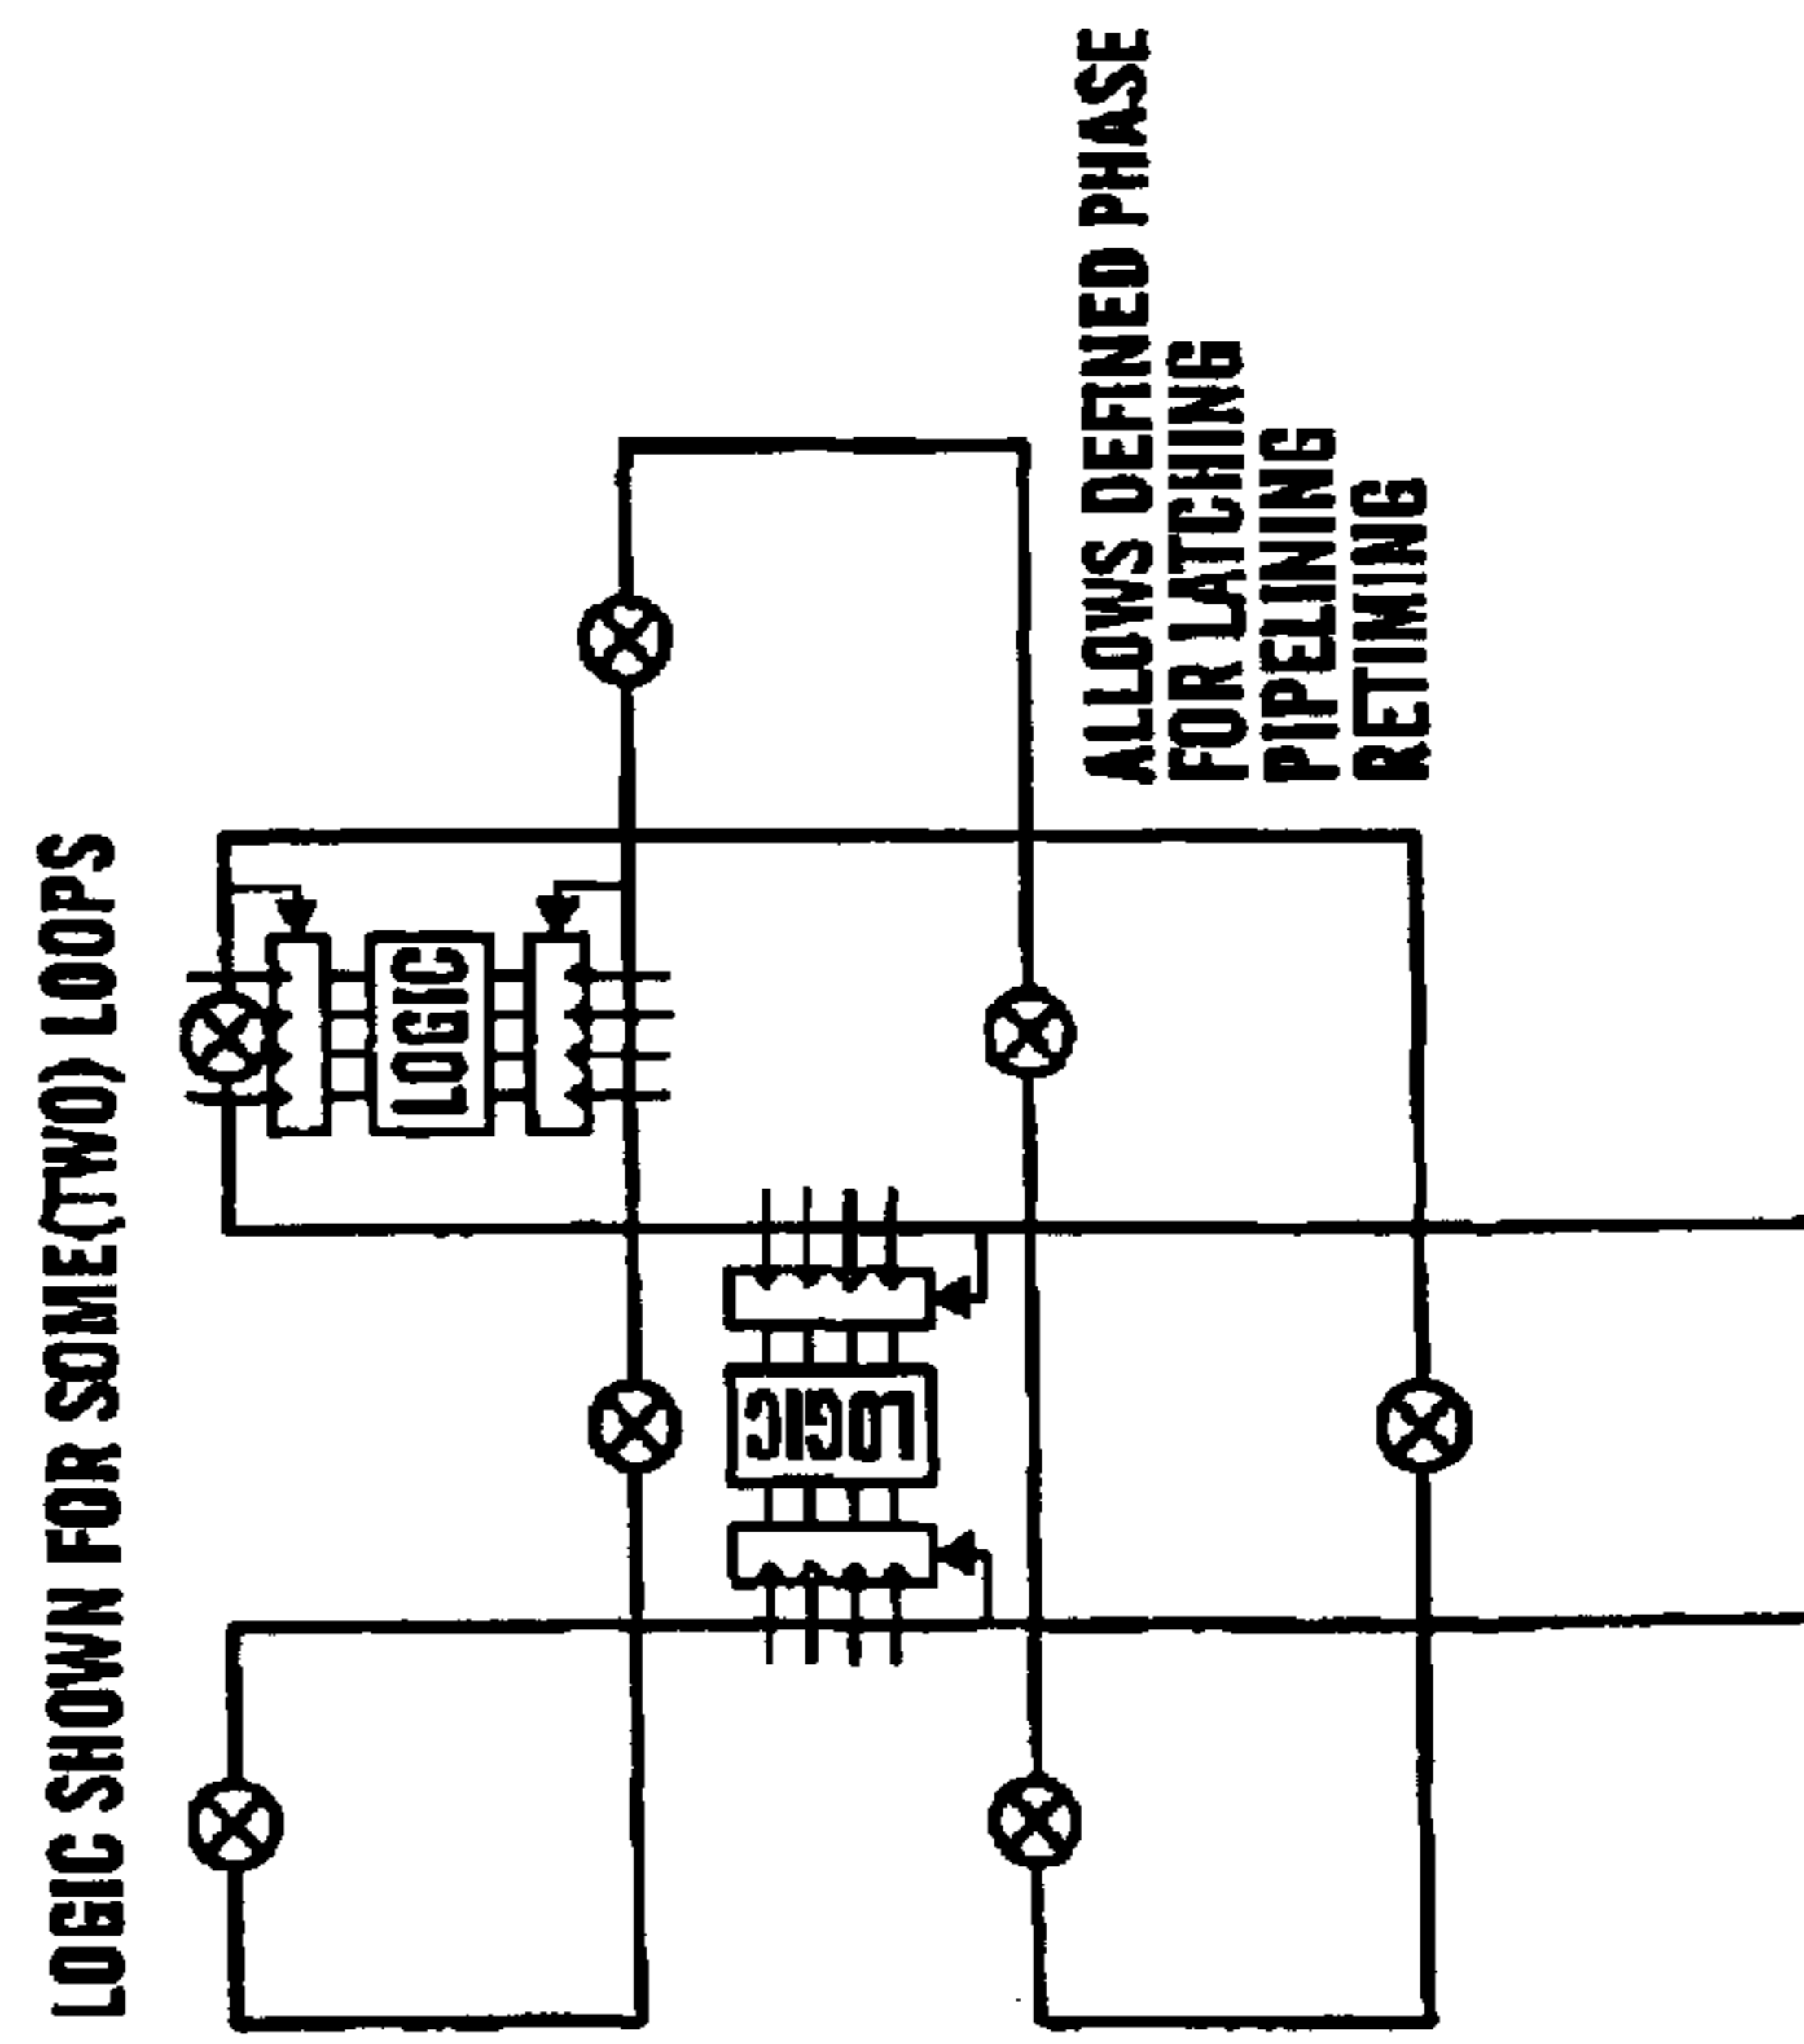 LOGIC SHOWN FOR SOME(TWO) LOOPS
LOGIC
LOGIC
ALLOWS DEFINED PHASE
FOR LATCHING
PIPELINING
RETIMING